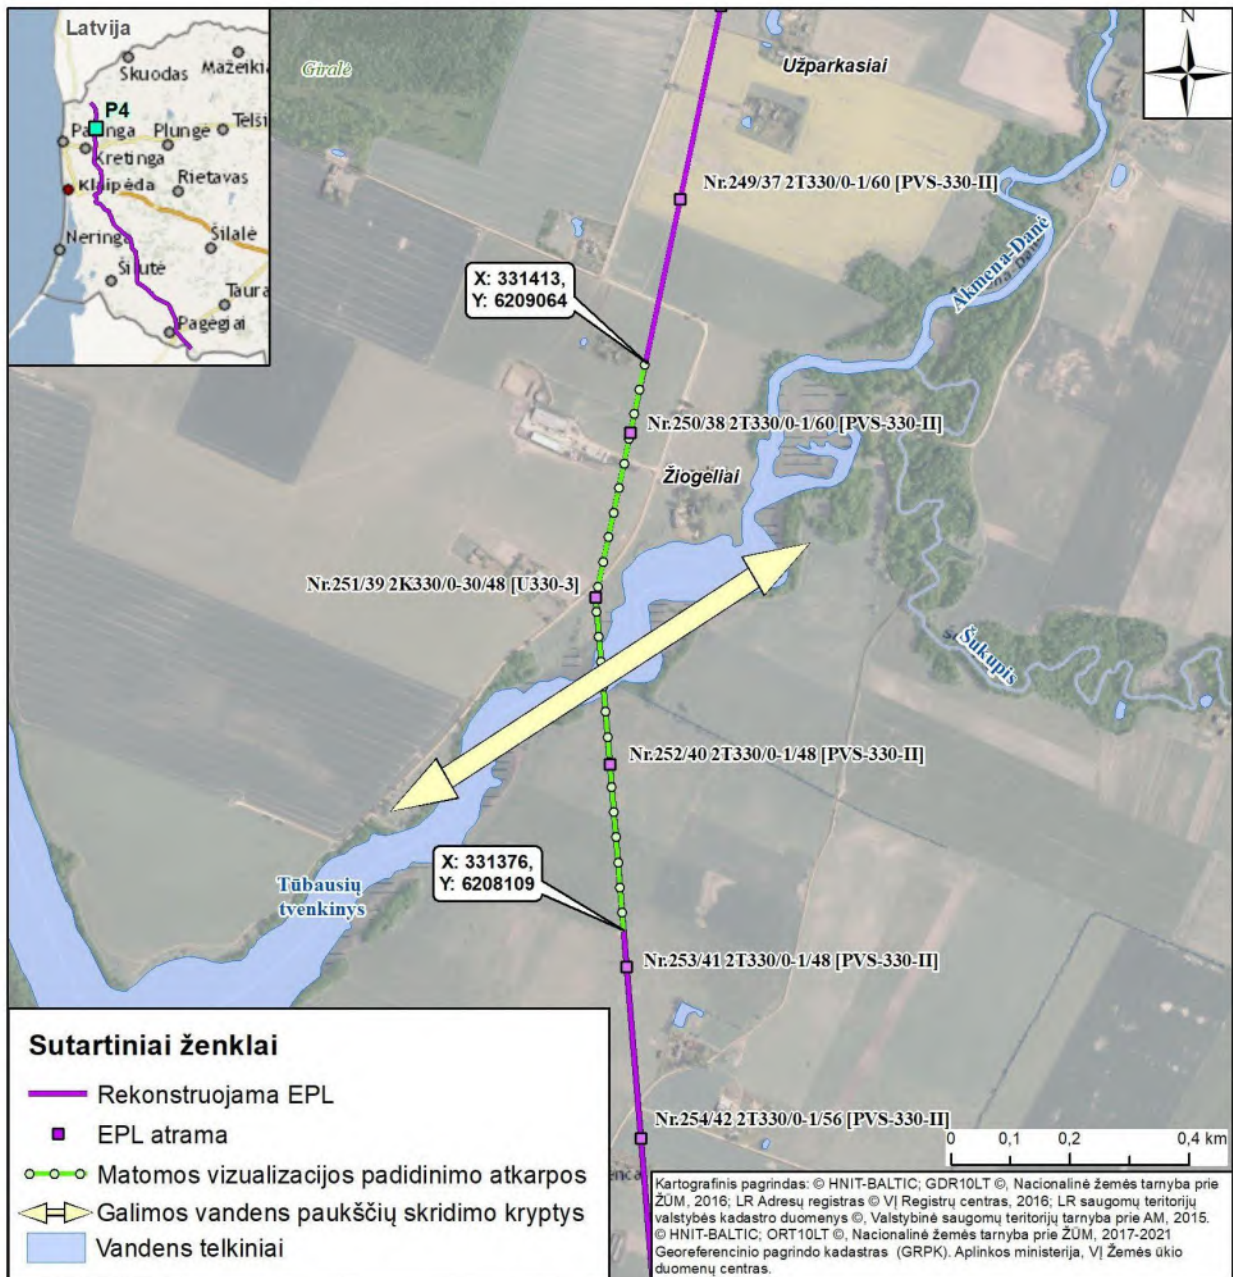 Latvija
Skuodas
Mažeikia
P4
Palanga
Plungė
Telši
Kretinga
Klaipėda
Rietavas
Neringa
Šilalė
Šilutė
Taura
Pagėgiai
Giralė
Užparkasiai
N
Nr.249/37 2T330/0-1/60 [PVS-330-II]
Akmena-Danė
X: 331413,
Y: 6209064
Nr.250/38 2T330/0-1/60 [PVS-330-II]
Žiogeliai
Nr.251/39 2K330/0-30/48 [U330-3]
Šukupis
Nr.252/40 2T330/0-1/48 [PVS-330-II]
X: 331376,
Y: 6208109
Tūbausių
tvenkinys
Nr.253/41 2T330/0-1/48 [PVS-330-II]
Nr.254/42 2T330/0-1/56 [PVS-330-II]
0 0,1 0,2 0,4 km
Sutartiniai ženklai
Rekonstruojama EPL
EPL atrama
Matomos vizualizacijos padidinimo atkarpos
Galimos vandens paukščių skridimo kryptys
Vandens telkiniai
Kartografinis pagrindas: © HNIT-BALTIC; GDR10LT ©, Nacionalinė žemės tarnyba prie
ŽŪM, 2016; LR Adresų registras © VĮ Registrų centras, 2016; LR saugomų teritorijų
valstybės kadastro duomenys ©, Valstybinė saugomų teritorijų tarnyba prie AM, 2015.
© HNIT-BALTIC; ORT10LT ©, Nacionalinė žemės tarnyba prie ŽŪM, 2017-2021
Georeferencinio pagrindo kadastras (GRPK). Aplinkos ministerija, VĮ Žemės ūkio
duomenų centras.